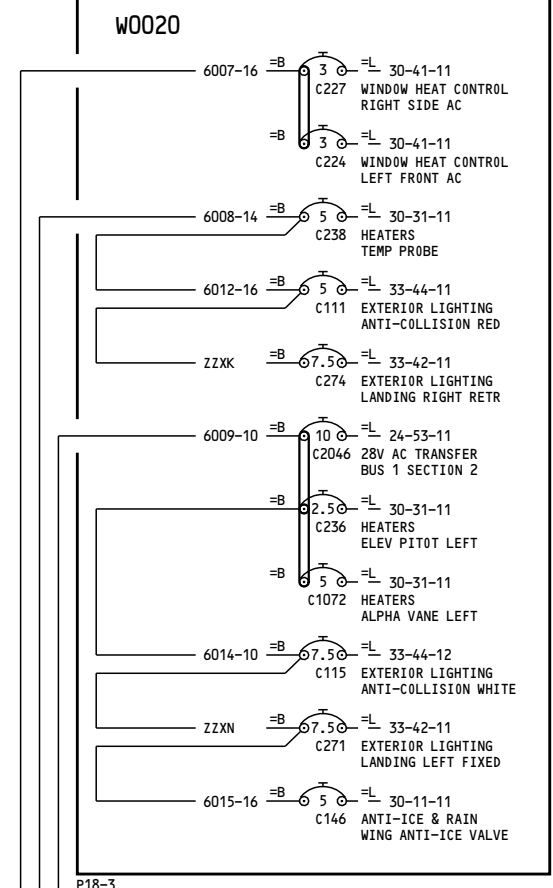 W0020
6007-16 =B 3 =L 30-41-11
C227 WINDOW HEAT CONTROL
RIGHT SIDE AC
=B 3 =L 30-41-11
C224 WINDOW HEAT CONTROL
LEFT FRONT AC
6008-14 =B 5 =L 30-31-11
C238 HEATERS
TEMP PROBE
6012-16 =B 5 =L 33-44-11
C111 EXTERIOR LIGHTING
ANTI-COLLISION RED
ZZXK =B 7.5 =L 33-42-11
C274 EXTERIOR LIGHTING
LANDING RIGHT RETR
6009-10 =B 10 =L 24-53-11
C2046 28V AC TRANSFER
BUS 1 SECTION 2
=B 2.5 =L 30-31-11
C236 HEATERS
ELEV PITOT LEFT
=B 5 =L 30-31-11
C1072 HEATERS
ALPHA VANE LEFT
6014-10 =B 7.5 =L 33-44-12
C115 EXTERIOR LIGHTING
ANTI-COLLISION WHITE
ZZXN =B 7.5 =L 33-42-11
C271 EXTERIOR LIGHTING
LANDING LEFT FIXED
6015-16 =B 5 =L 30-11-11
C146 ANTI-ICE & RAIN
WING ANTI-ICE VALVE
P18-3